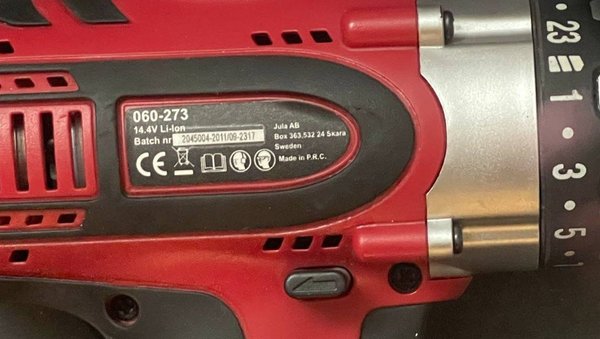 060-273
14.4V Li-Ion
Batch nr 2045004-2011/09-2317
CE
Jula AB
Box 363,532 24 Skara
Sweden
Made in P.R.C.
23
1
3
5